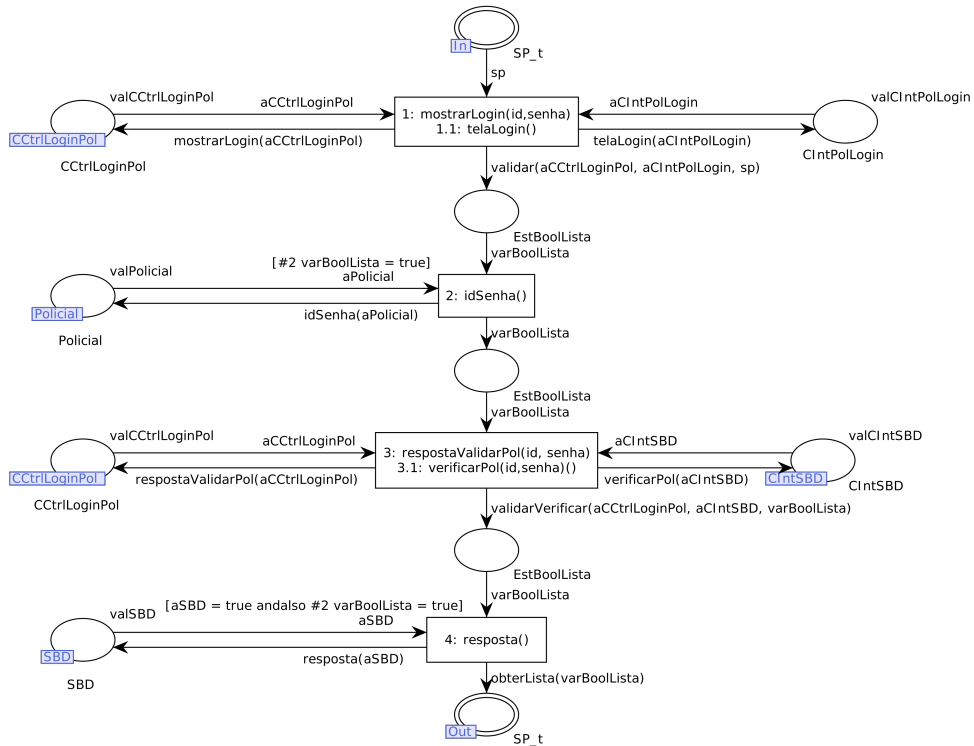 In
SP_t
sp
valCCtrlLoginPol
aCCtrlLoginPol
aCIntPolLogin
valCIntPolLogin
1: mostrarLogin(id,senha)
1.1: telaLogin()
CCtrlLoginPol
mostrarLogin(aCCtrlLoginPol)
telaLogin(aCIntPolLogin)
CCtrlLoginPol
CIntPolLogin
validar(aCCtrlLoginPol, aCIntPolLogin, sp)
EstBoolLista
varBoolLista
[#2 varBoolLista = true]
valPolicial
aPolicial
2: idSenha()
Policial
idSenha(aPolicial)
Policial
varBoolLista
EstBoolLista
varBoolLista
valCCtrlLoginPol
aCCtrlLoginPol
aCIntSBD
valCIntSBD
3: respostaValidarPol(id, senha)
3.1: verificarPol(id,senha)()
CCtrlLoginPol
respostaValidarPol(aCCtrlLoginPol)
verificarPol(aCIntSBD)
CIntSBD
CIntSBD
CCtrlLoginPol
validarVerificar(aCCtrlLoginPol, aCIntSBD, varBoolLista)
EstBoolLista
varBoolLista
[aSBD = true andalso #2 varBoolLista = true]
valSBD
aSBD
4: resposta()
SBD
resposta(aSBD)
SBD
obterLista(varBoolLista)
Out
SP_t